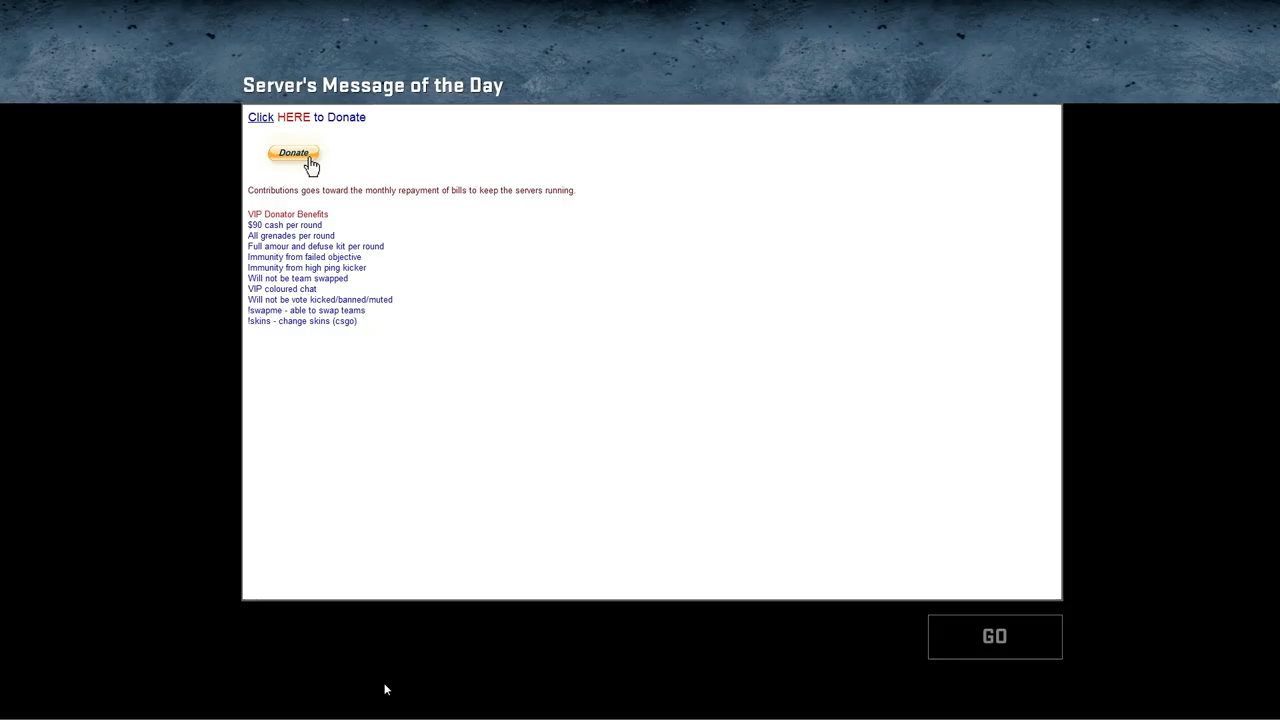 Server's Message of the Day
Click HERE to Donate
Donate
Contributions goes toward the monthly repayment of bills to keep the servers running.
VIP Donator Benefits
$90 cash per round
All grenades per round
Full amour and defuse kit per round
Immunity from failed objective
Immunity from high ping kicker
Will not be team swapped
VIP coloured chat
Will not be vote kicked/banned/muted
!swapme - able to swap teams
!skins - change skins (csgo)
GO